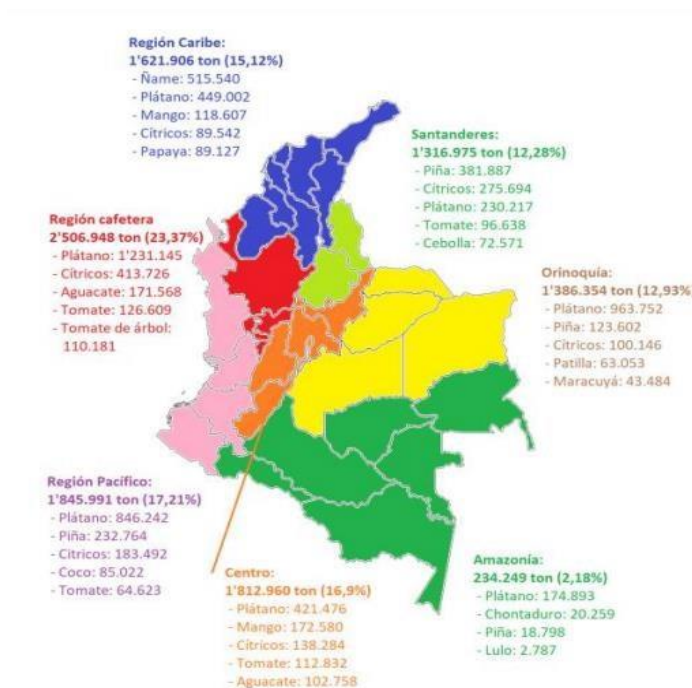 Región Caribe:
1'621.906 ton (15,12%)
- Ñame: 515.540
- Plátano: 449.002
- Mango: 118.607
- Cítricos: 89.542
- Papaya: 89.127
Santanderes:
1'316.975 ton (12,28%)
- Piña: 381.887
- Cítricos: 275.694
- Plátano: 230.217
- Tomate: 96.638
- Cebolla: 72.571
Región cafetera
2'506.948 ton (23,37%)
- Plátano: 1'231.145
- Cítricos: 413.726
- Aguacate: 171.568
- Tomate: 126.609
- Tomate de árbol:
110.181
Orinoquía:
1'386.354 ton (12,93%
- Plátano: 963.752
- Piña: 123.602
- Cítricos: 100.146
- Patilla: 63.053
- Maracuyá: 43.484
Región Pacífico:
1'845.991 ton (17,21%)
- Plátano: 846.242
- Piña: 232.764
- Citricos: 183.492
- Coco: 85.022
- Tomate: 64.623
Centro:
1'812.960 ton (16,9%)
- Plátano: 421.476
- Mango: 172.580
- Cítricos: 138.284
- Tomate: 112.832
- Aguacate: 102.758
Amazonía:
234.249 ton (2,18%)
- Plátano: 174.893
- Chontaduro: 20.259
- Piña: 18.798
- Lulo: 2.787